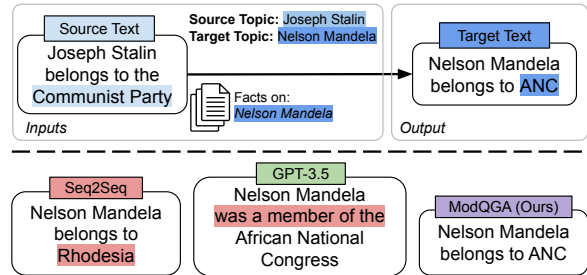 Source Text
Joseph Stalin
belongs to the
Communist Party
Inputs
Source Topic: Joseph Stalin
Target Topic: Nelson Mandela
Facts on:
Nelson Mandela
Target Text
Nelson Mandela
belongs to ANC
Output
Seq2Seq
Nelson Mandela
belongs to
Rhodesia
GPT-3.5
Nelson Mandela
was a member of the
African National
Congress
ModQGA (Ours)
Nelson Mandela
belongs to ANC